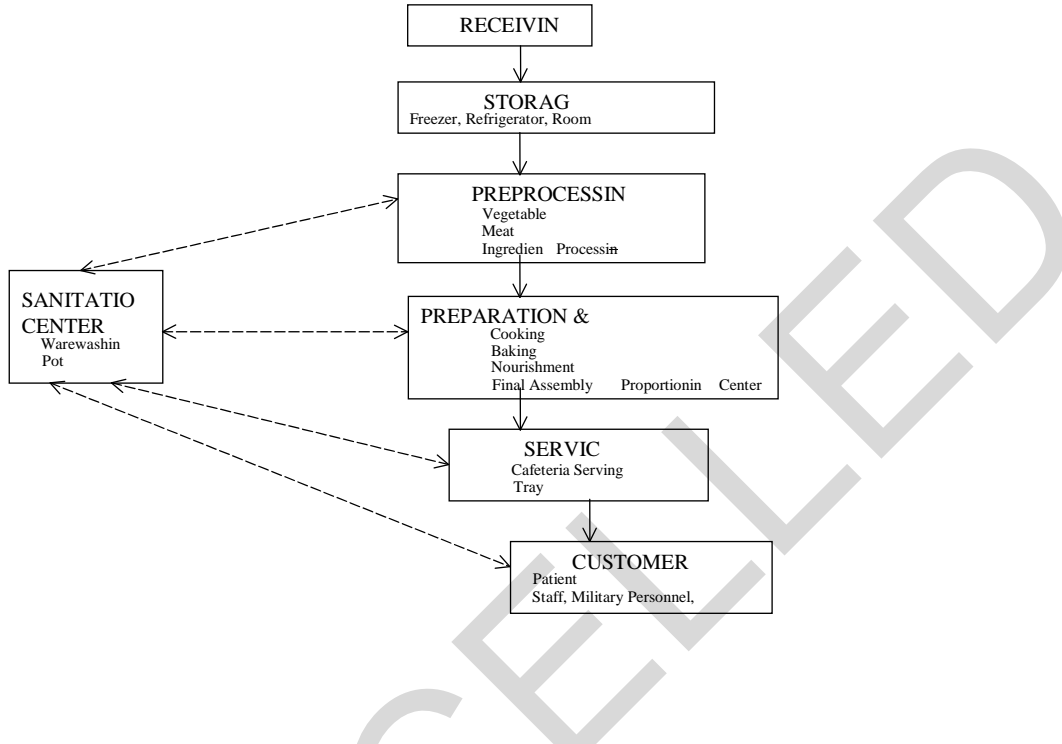 RECEIVIN
STORAG
Freezer, Refrigerator, Room
PREPROCESSIN
Vegetable
Meat
Ingredien Processin
SANITATIO
CENTER
Warewashin
Pot
PREPARATION &
Cooking
Baking
Nourishment
Final Assembly Proportionin Center
SERVIC
Cafeteria Serving
Tray
CUSTOMER
Patient
Staff, Military Personnel,
CELLED